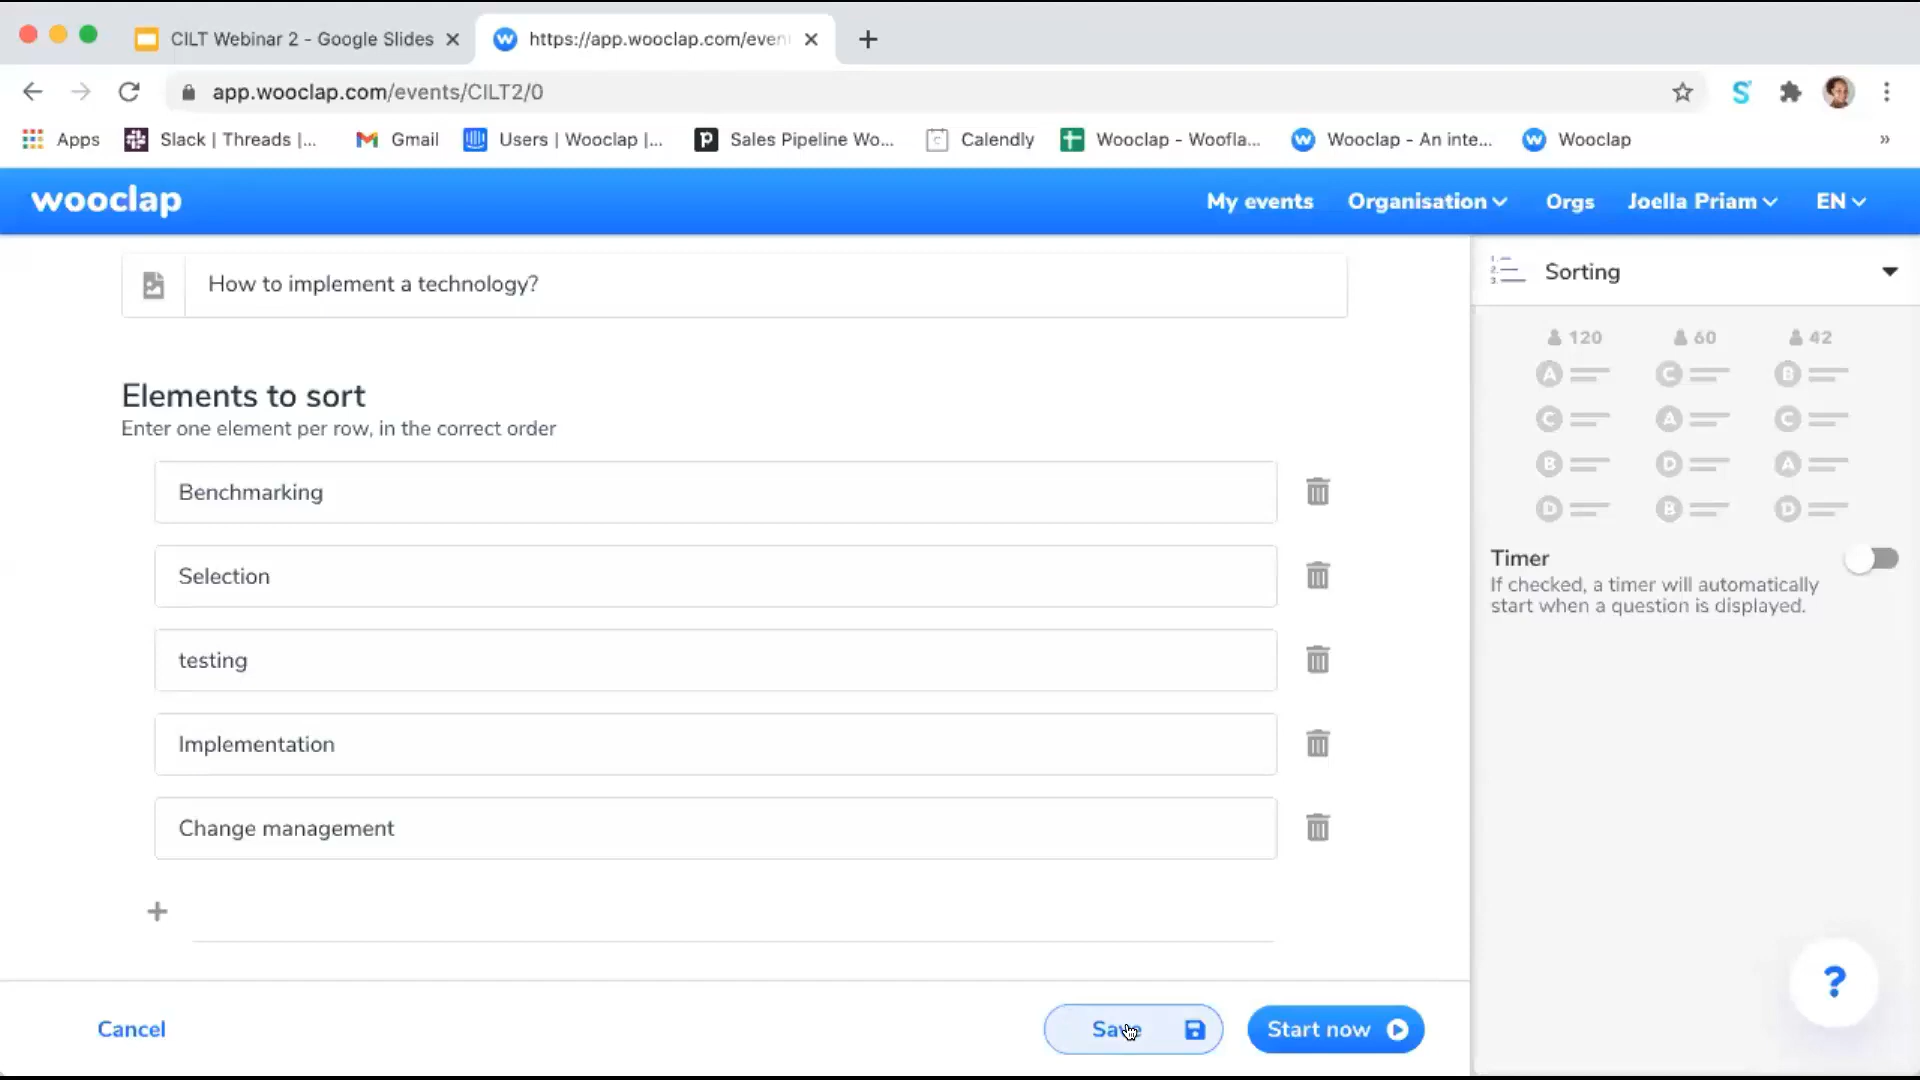 CILT Webinar 2 - Google Slides
https://app.wooclap.com/even
app.wooclap.com/events/CILT2/0
Apps
Slack | Threads |...
Gmail
Users | Wooclap |...
Sales Pipeline Wo...
Calendly
Wooclap - Woofla...
Wooclap - An inte...
Wooclap
»
wooclap
My events
Organisation
Orgs
Joella Priam
EN
How to implement a technology?
Sorting
120
60
42
A
C
B
C
A
C
B
D
A
D
B
D
Elements to sort
Enter one element per row, in the correct order
Benchmarking
Selection
testing
Implementation
Change management
Timer
If checked, a timer will automatically
start when a question is displayed.
Cancel
Save
Start now
?